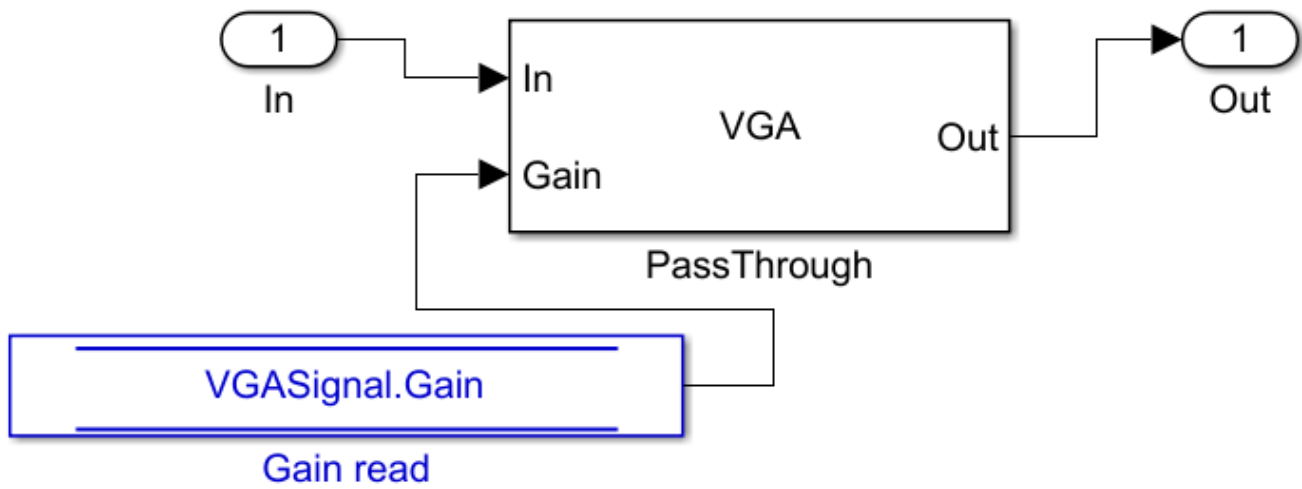 1
In
In
Gain
VGA
Out
PassThrough
1
Out
VGASignal.Gain
Gain read